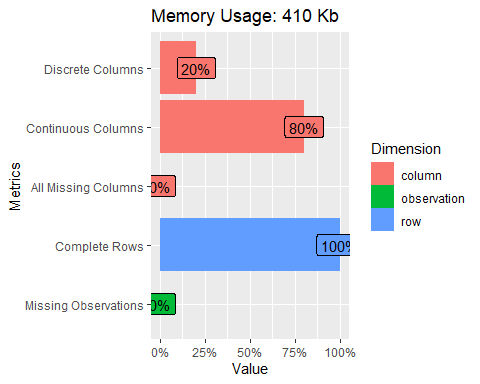 Memory Usage: 410 Kb
Discrete Columns
20%
Continuous Columns
80%
All Missing Columns
0%
Complete Rows
100%
Missing Observations
0%
0%
25%
50%
75%
100%
Value
Metrics
Dimension
column
observation
row